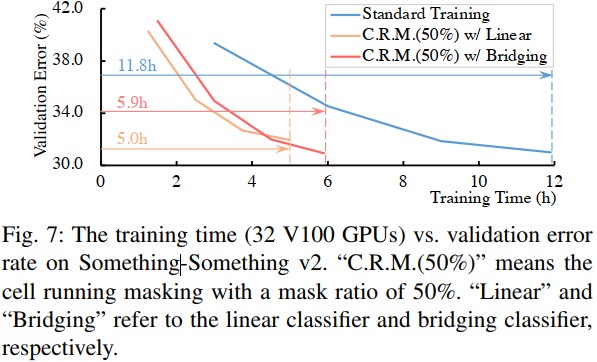 42.0
38.0
34.0
30.0
Validation Error (%)
Standard Training
C.R.M.(50%) w/ Linear
C.R.M.(50%) w/ Bridging
11.8h
5.9h
5.0h
0 2 4 6 8 10 12
Training Time (h)
Fig. 7: The training time (32 V100 GPUs) vs. validation error
rate on Something-Something v2. “C.R.M.(50%)” means the
cell running masking with a mask ratio of 50%. “Linear” and
“Bridging” refer to the linear classifier and bridging classifier,
respectively.